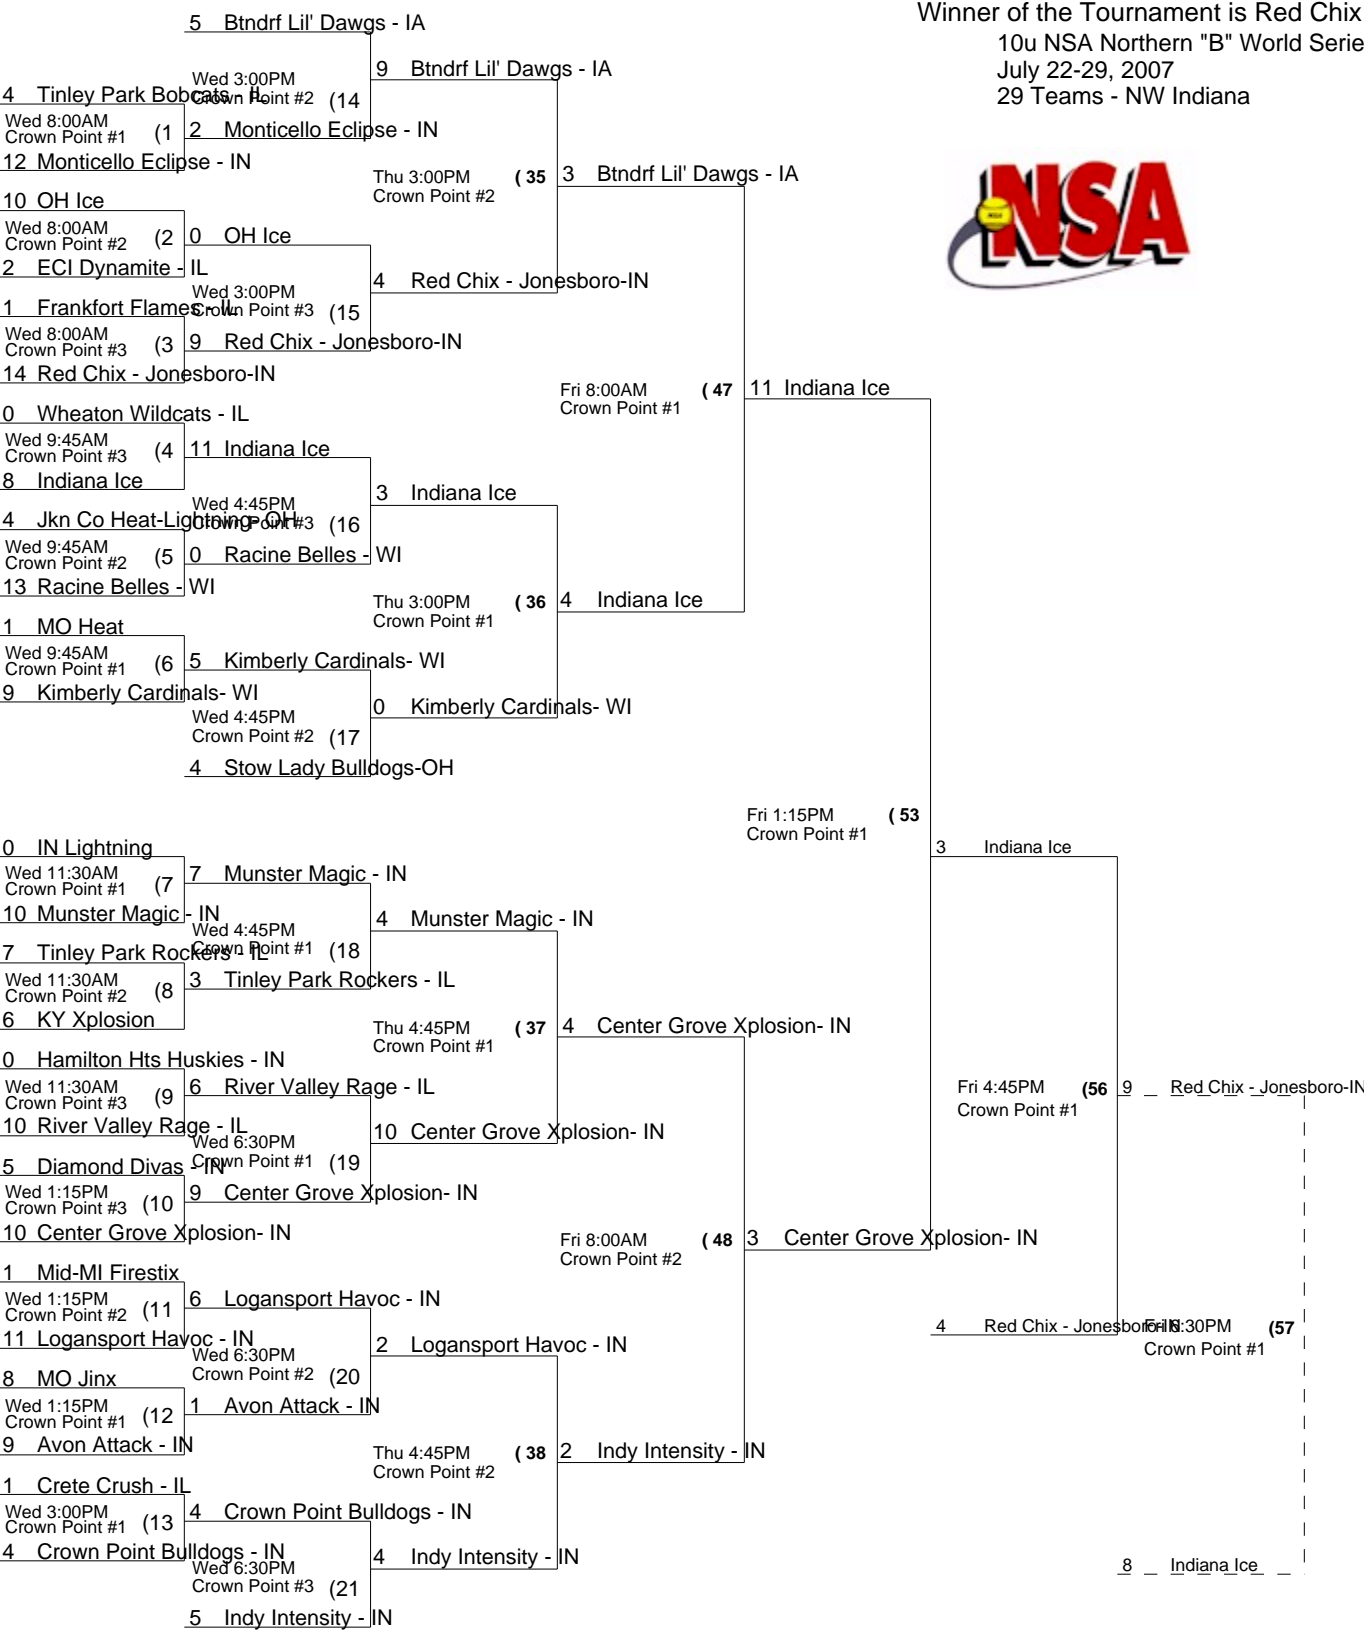 Winner of the Tournament is Red Chix
10u NSA Northern "B" World Serie
July 22-29, 2007
29 Teams - NW Indiana
NSA
5 Btndrf Lil' Dawgs - IA
Wed 3:00PM
Crown Point #2 (14
9 Btndrf Lil' Dawgs - IA
4 Tinley Park Bobcats - IL
Wed 8:00AM
Crown Point #1 (1
2 Monticello Eclipse - IN
12 Monticello Eclipse - IN
Thu 3:00PM
Crown Point #2 ( 35
3 Btndrf Lil' Dawgs - IA
10 OH Ice
Wed 8:00AM
Crown Point #2 (2
0 OH Ice
2 ECI Dynamite - IL
Wed 3:00PM
Crown Point #3 (15
4 Red Chix - Jonesboro-IN
1 Frankfort Flames - IL
Wed 8:00AM
Crown Point #3 (3
9 Red Chix - Jonesboro-IN
14 Red Chix - Jonesboro-IN
Fri 8:00AM
Crown Point #1 ( 47
11 Indiana Ice
0 Wheaton Wildcats - IL
Wed 9:45AM
Crown Point #3 (4
11 Indiana Ice
8 Indiana Ice
Wed 4:45PM
Crown Point #3 (16
3 Indiana Ice
4 Jkn Co Heat-Lightning- OH
Wed 9:45AM
Crown Point #2 (5
0 Racine Belles - WI
13 Racine Belles - WI
Thu 3:00PM
Crown Point #1 ( 36
4 Indiana Ice
1 MO Heat
Wed 9:45AM
Crown Point #1 (6
5 Kimberly Cardinals- WI
9 Kimberly Cardinals- WI
Wed 4:45PM
Crown Point #2 (17
0 Kimberly Cardinals- WI
4 Stow Lady Bulldogs-OH
Fri 1:15PM
Crown Point #1 ( 53
3 Indiana Ice
0 IN Lightning
Wed 11:30AM
Crown Point #1 (7
7 Munster Magic - IN
10 Munster Magic - IN
Wed 4:45PM
Crown Point #1 (18
4 Munster Magic - IN
7 Tinley Park Rockers - IL
Wed 11:30AM
Crown Point #2 (8
3 Tinley Park Rockers - IL
6 KY Xplosion
Thu 4:45PM
Crown Point #1 ( 37
4 Center Grove Xplosion- IN
0 Hamilton Hts Huskies - IN
Wed 11:30AM
Crown Point #3 (9
6 River Valley Rage - IL
10 River Valley Rage - IL
Wed 6:30PM
Crown Point #1 (19
10 Center Grove Xplosion- IN
5 Diamond Divas - IN
Wed 1:15PM
Crown Point #3 (10
9 Center Grove Xplosion- IN
10 Center Grove Xplosion- IN
Fri 4:45PM
Crown Point #1 (56
9 Red Chix - Jonesboro-IN
Fri 8:00AM
Crown Point #2 ( 48
3 Center Grove Xplosion- IN
1 Mid-MI Firestix
Wed 1:15PM
Crown Point #2 (11
6 Logansport Havoc - IN
11 Logansport Havoc - IN
Wed 6:30PM
Crown Point #2 (20
2 Logansport Havoc - IN
4 Red Chix - Jonesboro-IN
Fri 6:30PM
Crown Point #1 (57
8 MO Jinx
Wed 1:15PM
Crown Point #1 (12
1 Avon Attack - IN
9 Avon Attack - IN
Thu 4:45PM
Crown Point #2 ( 38
2 Indy Intensity - IN
1 Crete Crush - IL
Wed 3:00PM
Crown Point #1 (13
4 Crown Point Bulldogs - IN
4 Crown Point Bulldogs - IN
Wed 6:30PM
Crown Point #3 (21
4 Indy Intensity - IN
5 Indy Intensity - IN
8 Indiana Ice